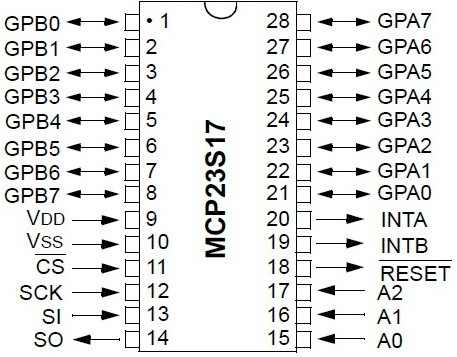 GPB0 • 1 28 GPA7
GPB1 2 27 GPA6
GPB2 3 26 GPA5
GPB3 4 25 GPA4
GPB4 5 24 GPA3
GPB5 6 23 GPA2
GPB6 7 22 GPA1
GPB7 8 21 GPA0
VDD 9 20 INTA
VSS 10 19 INTB
CS 11 18 RESET
SCK 12 17 A2
SI 13 16 A1
SO 14 15 A0
MCP23S17